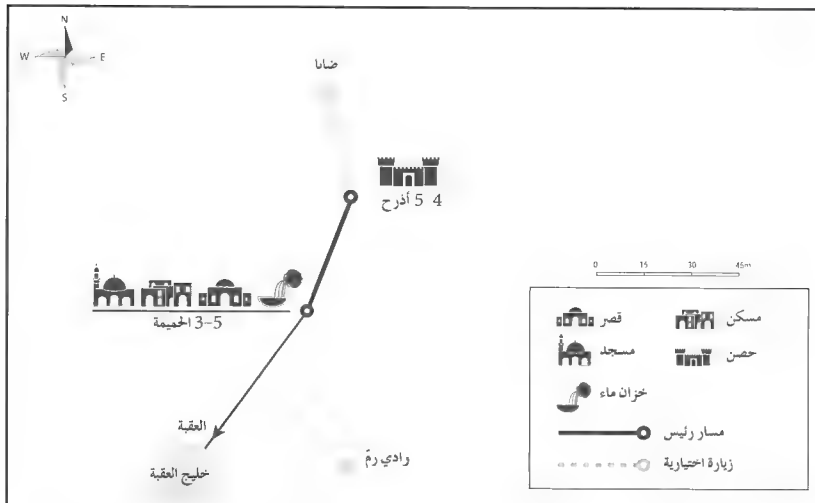 N
W E
S
ضانا
4 5 أذرح
5-3 الحميمة
العقبة
خليج العقبة
وادي رمّ
0 15 30 45m
قصر
مسكن
مسجد
حصن
خزان ماء
مسار رئيس
زيارة اختيارية